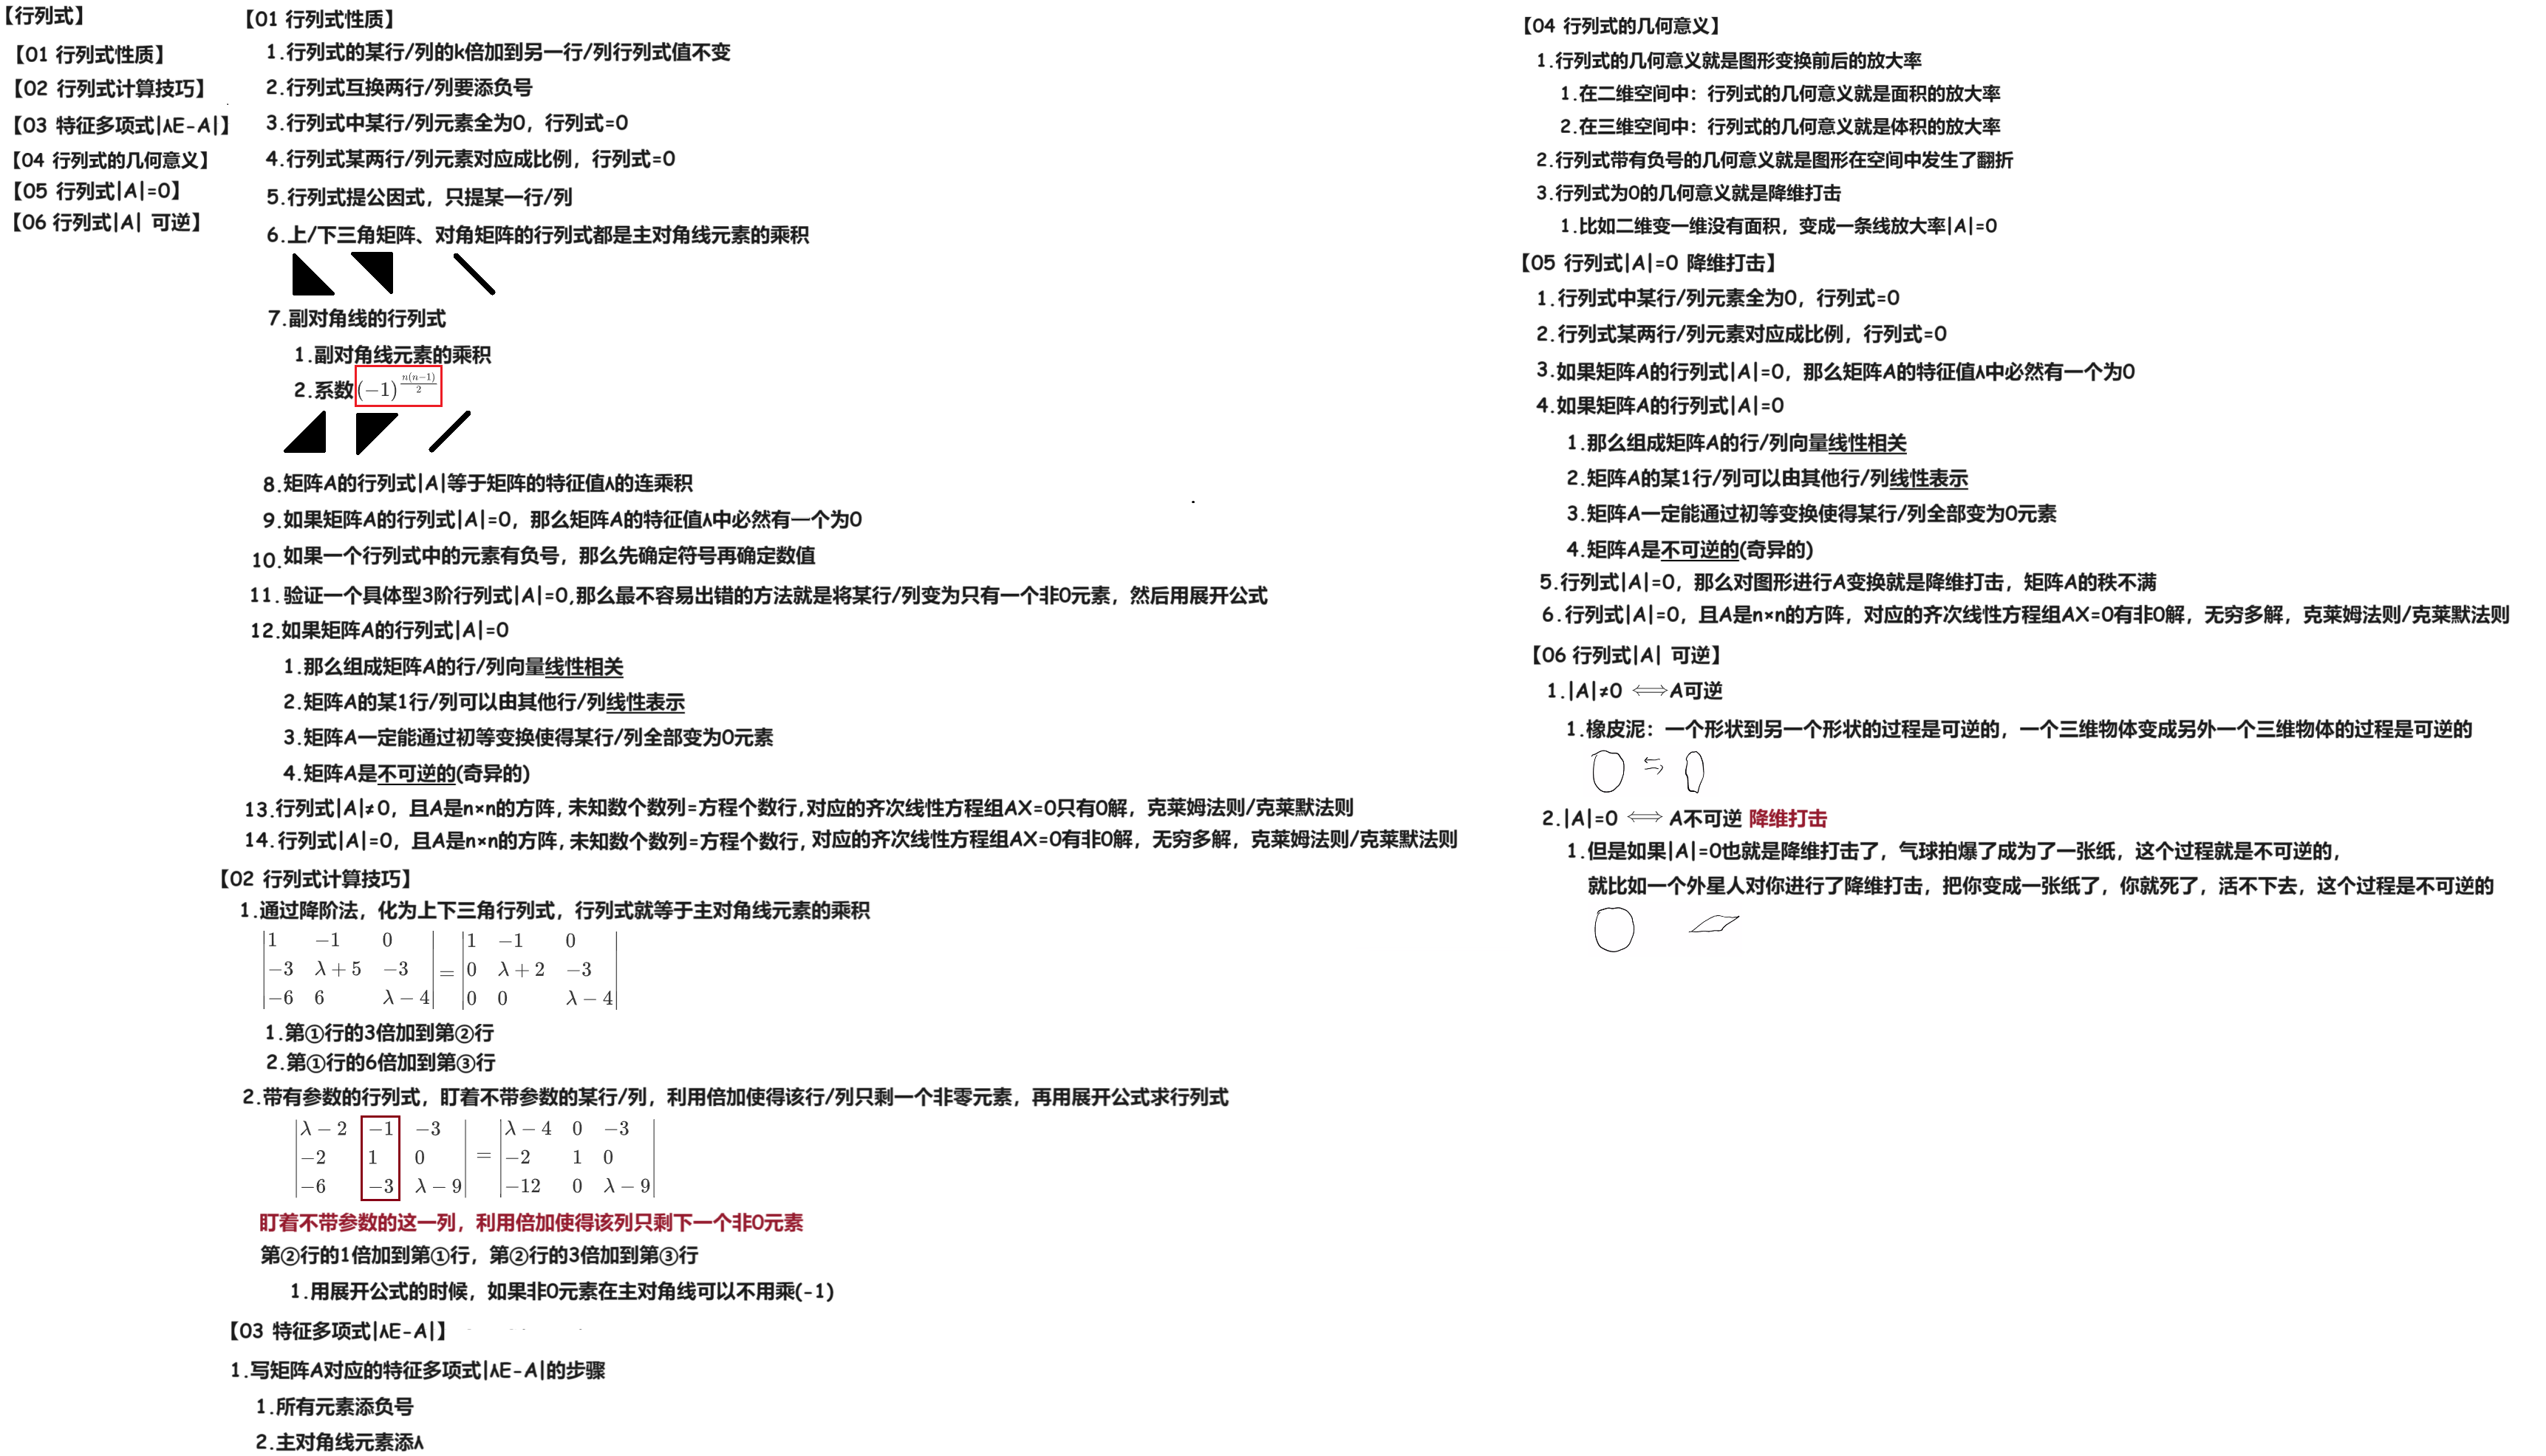 【行列式】
【01 行列式性质】
【02 行列式计算技巧】
【03 特征多项式|λE-A|】
【04 行列式的几何意义】
【05 行列式|A|=0】
【06 行列式|A| 可逆】
【01 行列式性质】
1.行列式的某行/列的k倍加到另一行/列行列式值不变
2.行列式互换两行/列要添负号
3.行列式中某行/列元素全为0，行列式=0
4.行列式某两行/列元素对应成比例，行列式=0
5.行列式提公因式，只提某一行/列
6.上/下三角矩阵、对角矩阵的行列式都是主对角线元素的乘积
7.副对角线的行列式
1.副对角线元素的乘积
2.系数(−1)^{n(n−1)/2}
8.矩阵A的行列式|A|等于矩阵的特征值λ的连乘积
9.如果矩阵A的行列式|A|=0，那么矩阵A的特征值λ中必然有一个为0
10.如果一个行列式中的元素有负号，那么先确定符号再确定数值
11.验证一个具体型3阶行列式|A|=0,那么最不容易出错的方法就是将某行/列变为只有一个非0元素，然后用展开公式
12.如果矩阵A的行列式|A|=0
1.那么组成矩阵A的行/列向量线性相关
2.矩阵A的某1行/列可以由其他行/列线性表示
3.矩阵A一定能通过初等变换使得某行/列全部变为0元素
4.矩阵A是不可逆的(奇异的)
13.行列式|A|≠0，且A是n×n的方阵,未知数个数列=方程个数行,对应的齐次线性方程组AX=0只有0解，克莱姆法则/克莱默法则
14.行列式|A|=0，且A是n×n的方阵,未知数个数列=方程个数行,对应的齐次线性方程组AX=0有非0解，无穷多解，克莱姆法则/克莱默法则
【02 行列式计算技巧】
1.通过降阶法，化为上下三角行列式，行列式就等于主对角线元素的乘积
|1 −1 0| |1 −1 0|
|−3 λ+5 −3| = |0 λ+2 −3|
|−6 6 λ−4| |0 0 λ−4|
1.第①行的3倍加到第②行
2.第①行的6倍加到第③行
2.带有参数的行列式，盯着不带参数的某行/列，利用倍加使得该行/列只剩一个非零元素，再用展开公式求行列式
|λ−2 −1 −3| |λ−4 0 −3|
|−2 1 0| = |−2 1 0|
|−6 −3 λ−9| |−12 0 λ−9|
盯着不带参数的这一列，利用倍加使得该列只剩下一个非0元素
第②行的1倍加到第①行，第②行的3倍加到第③行
1.用展开公式的时候，如果非0元素在主对角线可以不用乘(-1)
【03 特征多项式|λE-A|】
1.写矩阵A对应的特征多项式|λE-A|的步骤
1.所有元素添负号
2.主对角线元素添λ
【04 行列式的几何意义】
1.行列式的几何意义就是图形变换前后的放大率
1.在二维空间中：行列式的几何意义就是面积的放大率
2.在三维空间中：行列式的几何意义就是体积的放大率
2.行列式带有负号的几何意义就是图形在空间中发生了翻折
3.行列式为0的几何意义就是降维打击
1.比如二维变一维没有面积，变成一条线放大率|A|=0
【05 行列式|A|=0 降维打击】
1.行列式中某行/列元素全为0，行列式=0
2.行列式某两行/列元素对应成比例，行列式=0
3.如果矩阵A的行列式|A|=0，那么矩阵A的特征值λ中必然有一个为0
4.如果矩阵A的行列式|A|=0
1.那么组成矩阵A的行/列向量线性相关
2.矩阵A的某1行/列可以由其他行/列线性表示
3.矩阵A一定能通过初等变换使得某行/列全部变为0元素
4.矩阵A是不可逆的(奇异的)
5.行列式|A|=0，那么对图形进行A变换就是降维打击，矩阵A的秩不满
6.行列式|A|=0，且A是n×n的方阵，对应的齐次线性方程组AX=0有非0解，无穷多解，克莱姆法则/克莱默法则
【06 行列式|A| 可逆】
1.|A|≠0 ⟺A可逆
1.橡皮泥：一个形状到另一个形状的过程是可逆的，一个三维物体变成另外一个三维物体的过程是可逆的
2.|A|=0 ⟺ A不可逆 降维打击
1.但是如果|A|=0也就是降维打击了，气球拍爆了成为了一张纸，这个过程就是不可逆的，
就比如一个外星人对你进行了降维打击，把你变成一张纸了，你就死了，活不下去，这个过程是不可逆的